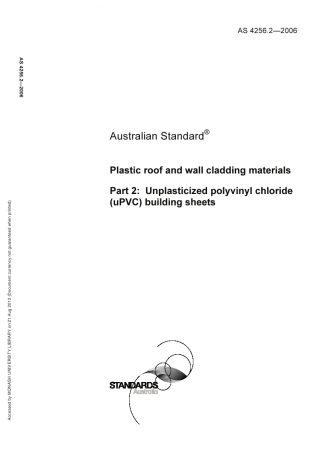 AS 4256.2—2006
AS 4256.2—2006
Australian Standard®
Plastic roof and wall cladding materials
Part 2: Unplasticized polyvinyl chloride
(uPVC) building sheets
Accessed by MONASH UNIVERSITY LIBRARY on 21 Aug 2010 (Document currency not guaranteed when printed)
STANDARDS
Australia